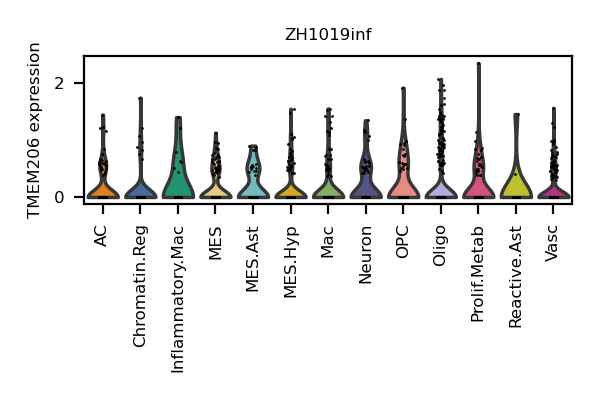 ZH1019inf
TMEM206 expression
2
0
AC
Chromatin.Reg
Inflammatory.Mac
MES
MES.Ast
MES.Hyp
Mac
Neuron
OPC
Oligo
Prolif.Metab
Reactive.Ast
Vasc